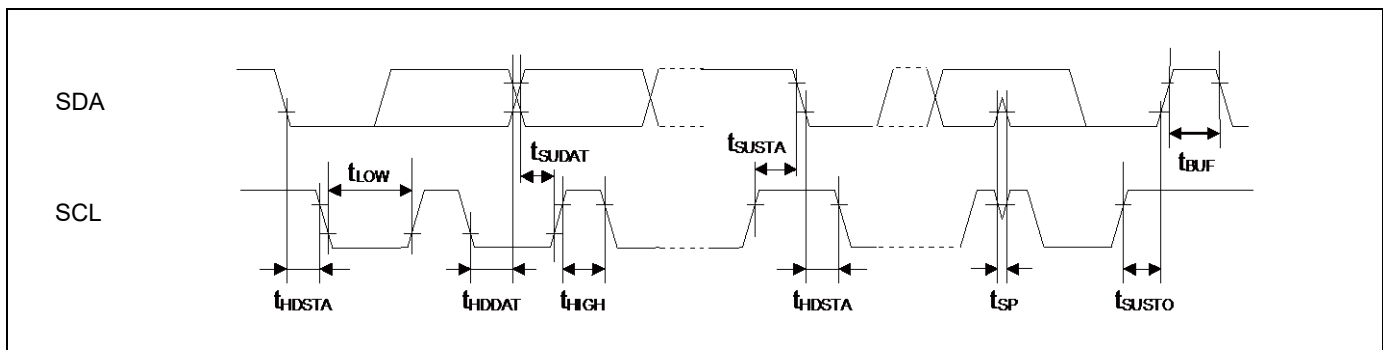 SDA
tSUDAT
tSUSTA
tBUF
tLOW
SCL
tHDSTA
tHDDAT
tHIGH
tHDSTA
tSP
tSUSTO